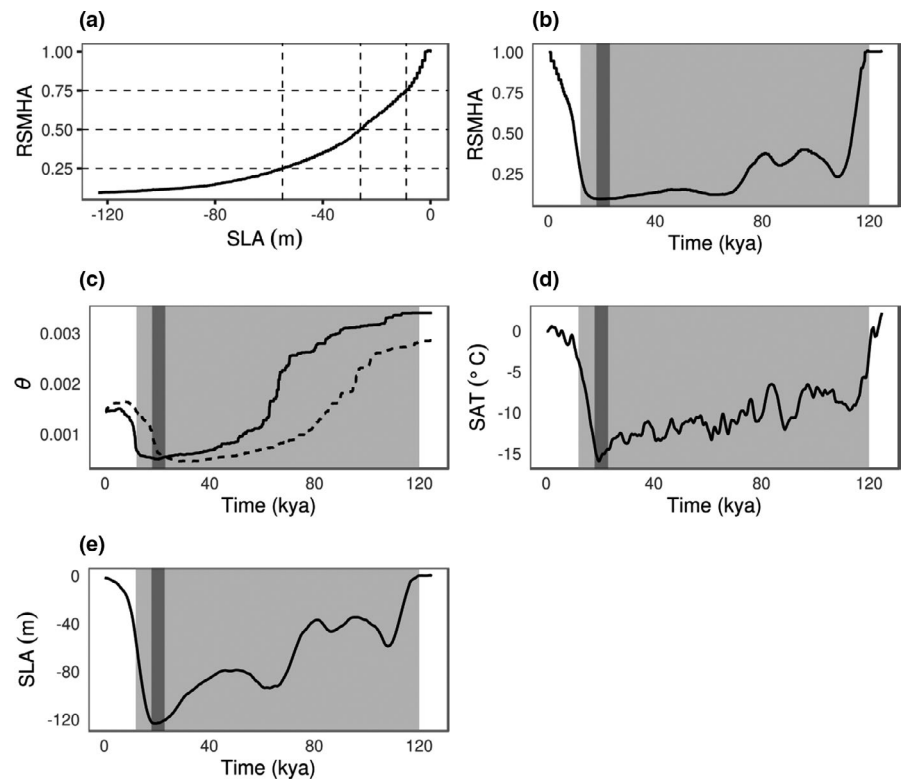 (a)
1.00
0.75
0.50
0.25
RSMHA
-120
-80
-40
0
SLA (m)
(b)
1.00
0.75
0.50
0.25
RSMHA
0
40
80
120
Time (kya)
(c)
0.003
0.002
0.001
θ
0
40
80
120
Time (kya)
(d)
0
-5
-10
-15
SAT (° C)
0
40
80
120
Time (kya)
(e)
0
-40
-80
-120
SLA (m)
0
40
80
120
Time (kya)